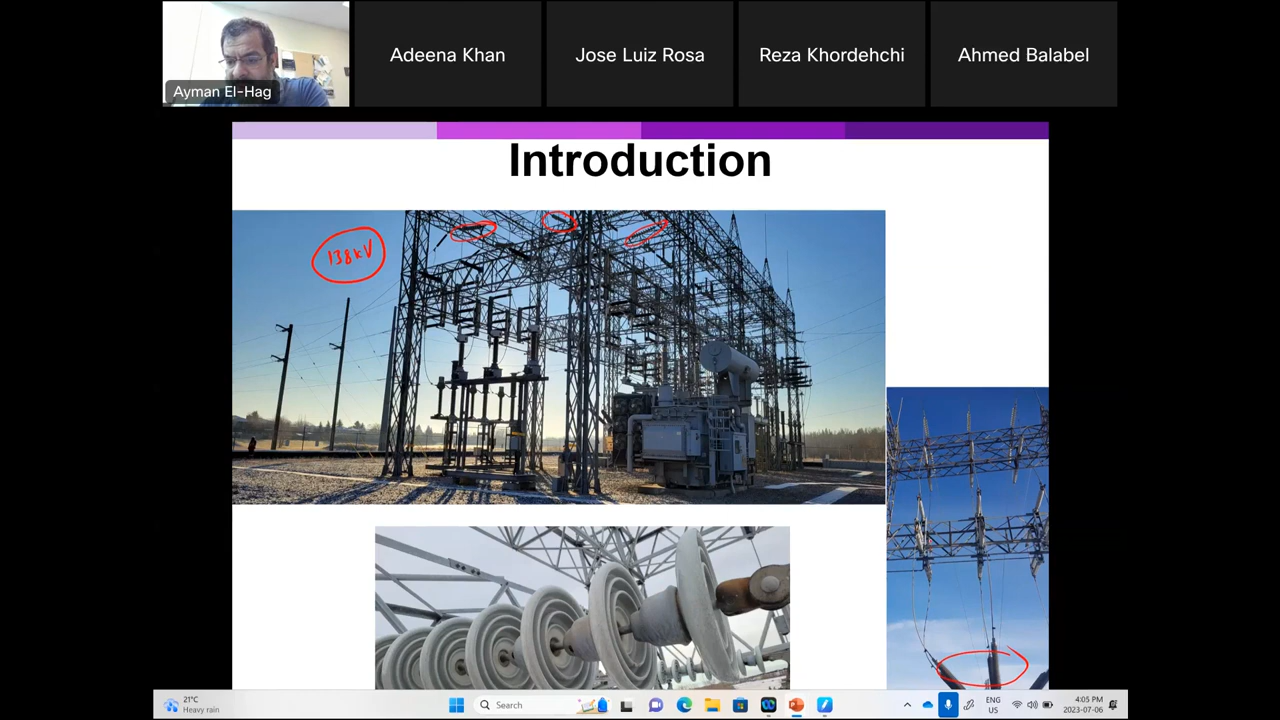 Ayman El-Hag
Adeena Khan
Jose Luiz Rosa
Reza Khordehchi
Ahmed Balabel
Introduction
138kV
21°C
Heavy rain
Search
ENG
US
4:05 PM
2023-07-06